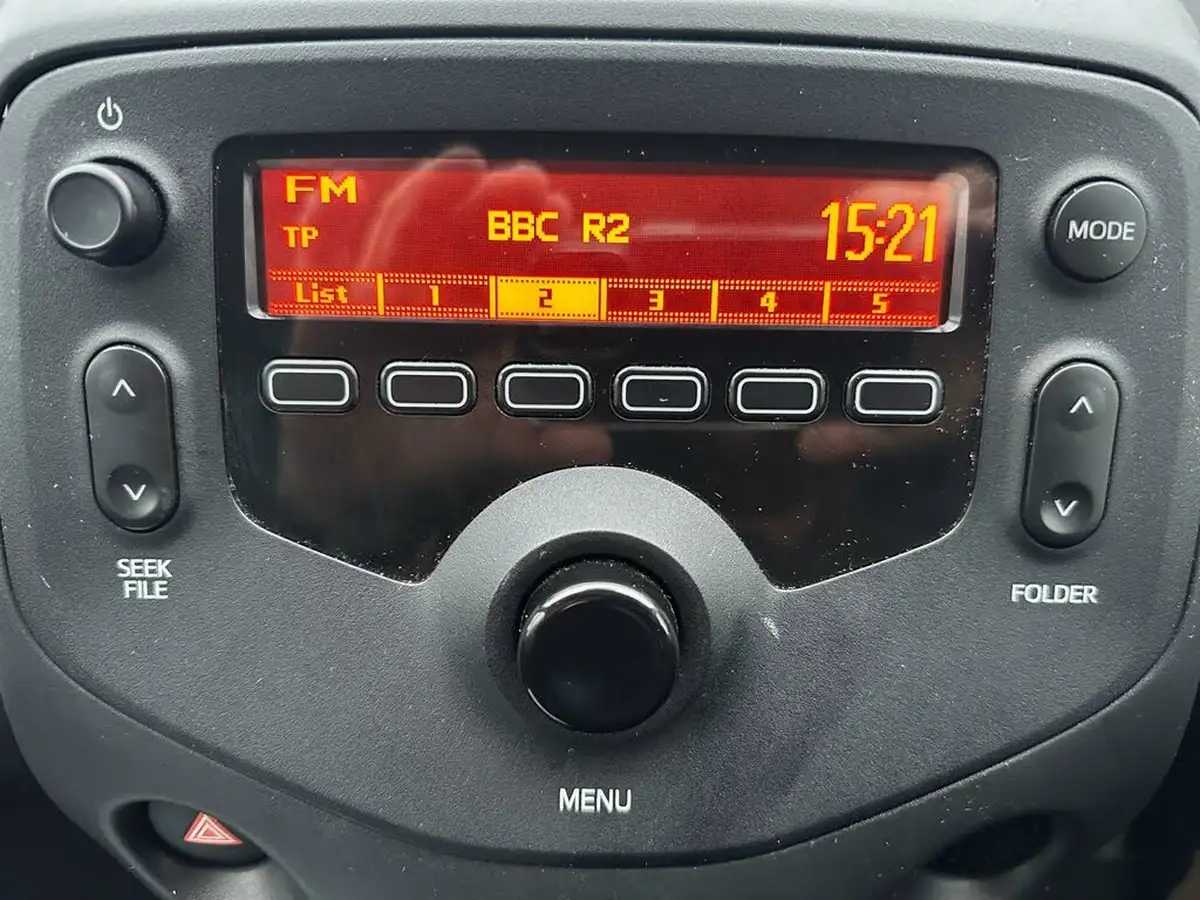 FM
TP BBC R2 15:21
List 1 2 3 4 5
MODE
SEEK
FILE
FOLDER
MENU